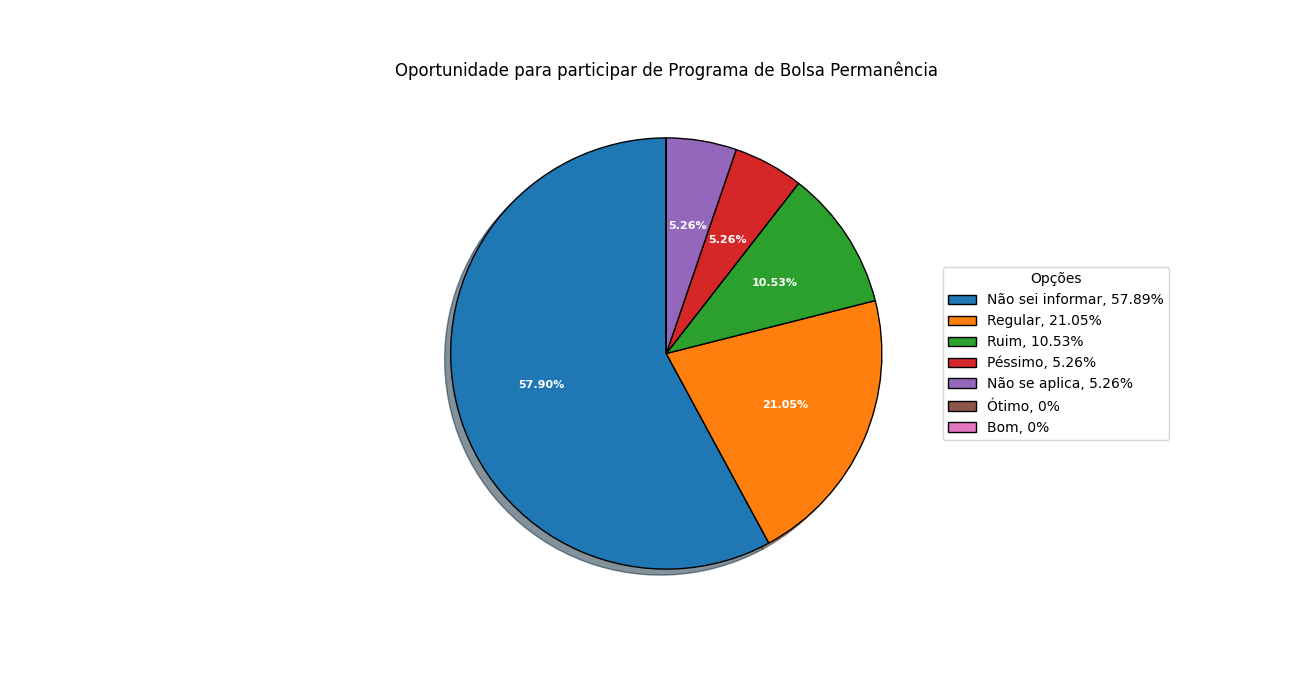 Oportunidade para participar de Programa de Bolsa Permanência
5.26%
5.26%
10.53%
57.90%
21.05%
Opções
Não sei informar, 57.89%
Regular, 21.05%
Ruim, 10.53%
Péssimo, 5.26%
Não se aplica, 5.26%
Ótimo, 0%
Bom, 0%